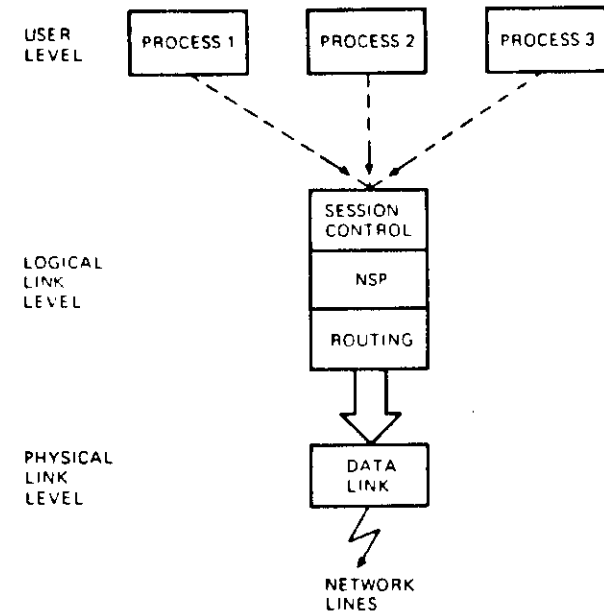 USER
LEVEL
PROCESS 1
PROCESS 2
PROCESS 3
SESSION
CONTROL
LOGICAL
LINK
LEVEL
NSP
ROUTING
PHYSICAL
LINK
LEVEL
DATA
LINK
NETWORK
LINES